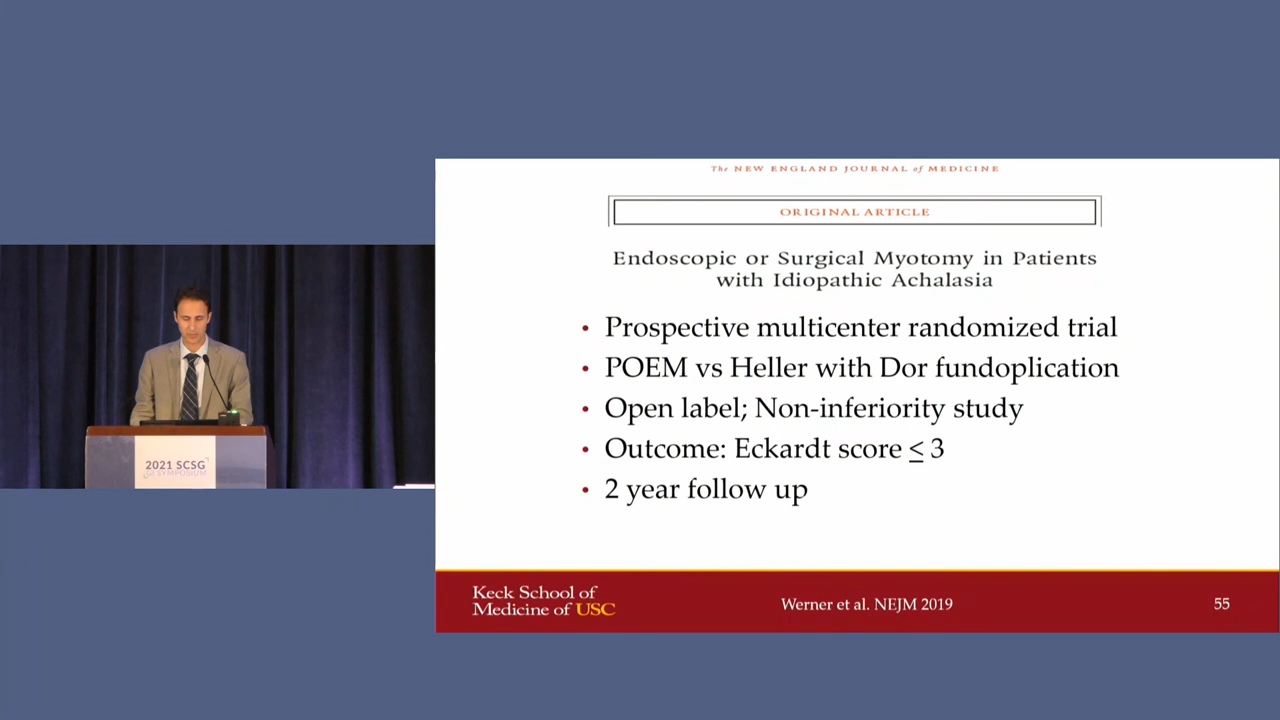 The NEW ENGLAND JOURNAL of MEDICINE
ORIGINAL ARTICLE
Endoscopic or Surgical Myotomy in Patients
with Idiopathic Achalasia
• Prospective multicenter randomized trial
• POEM vs Heller with Dor fundoplication
• Open label; Non-inferiority study
• Outcome: Eckardt score ≤ 3
• 2 year follow up
Keck School of
Medicine of USC
Werner et al. NEJM 2019
55
2021 SCSG
GI SYMPOSIUM